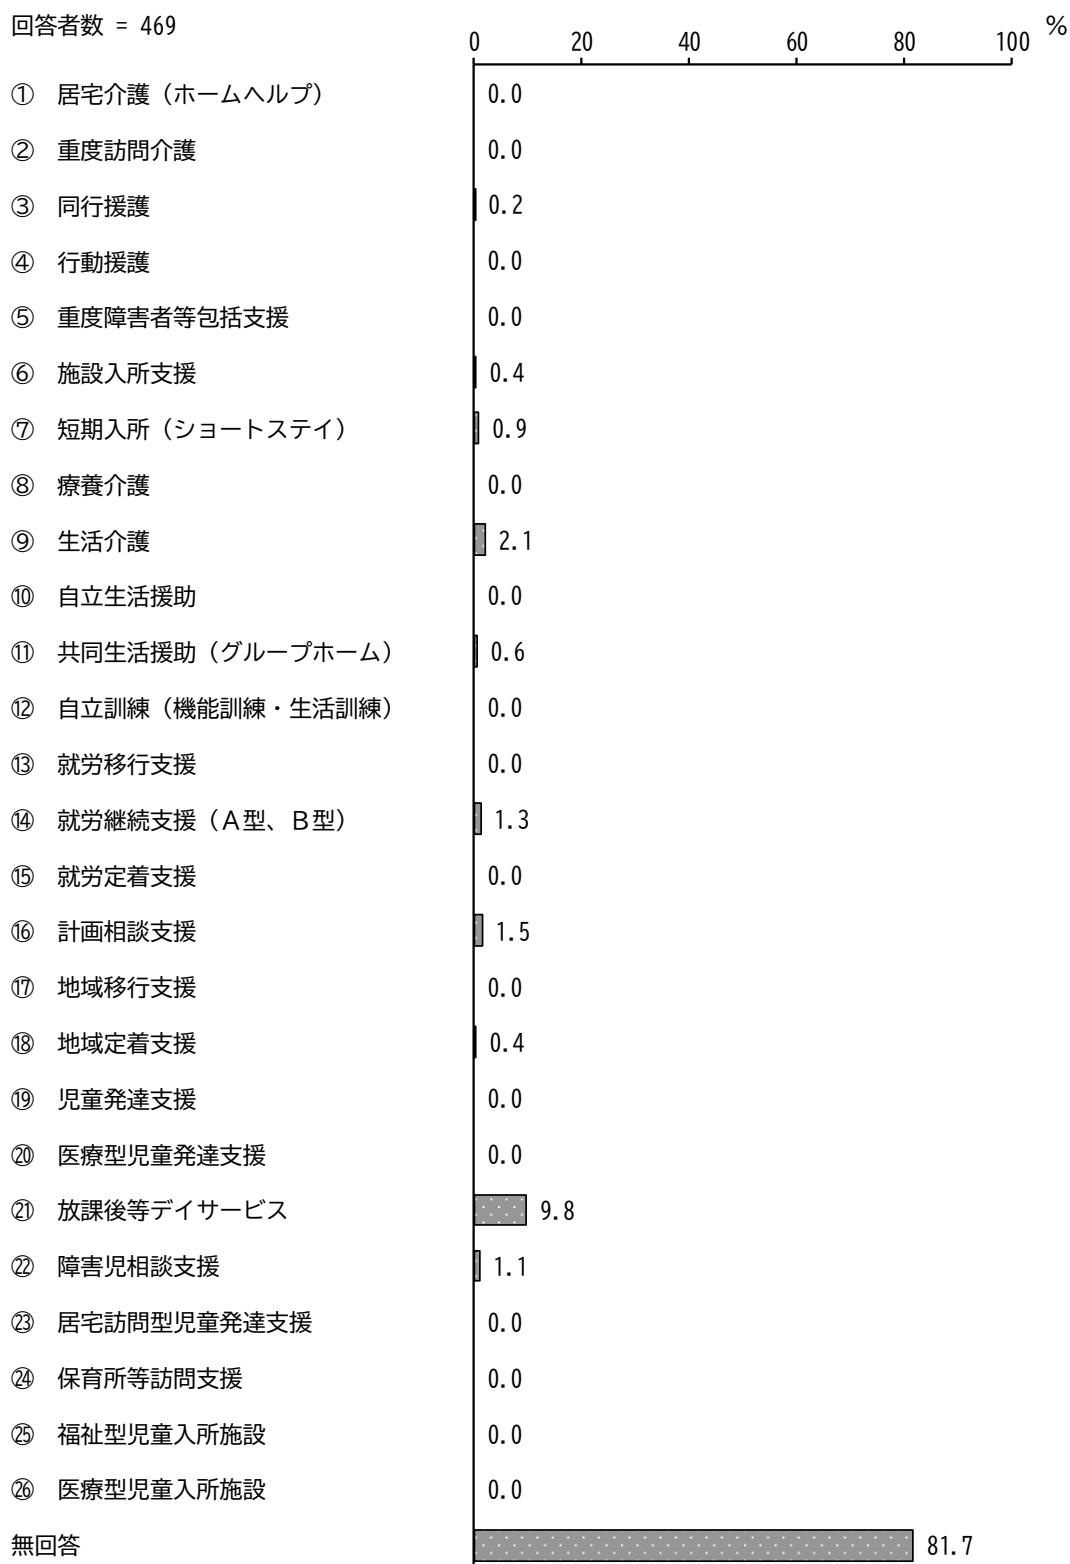 回答者数 = 469
0 20 40 60 80 100 %
① 居宅介護（ホームヘルプ） 0.0
② 重度訪問介護 0.0
③ 同行援護 0.2
④ 行動援護 0.0
⑤ 重度障害者等包括支援 0.0
⑥ 施設入所支援 0.4
⑦ 短期入所（ショートステイ） 0.9
⑧ 療養介護 0.0
⑨ 生活介護 2.1
⑩ 自立生活援助 0.0
⑪ 共同生活援助（グループホーム） 0.6
⑫ 自立訓練（機能訓練・生活訓練） 0.0
⑬ 就労移行支援 0.0
⑭ 就労継続支援（Ａ型、Ｂ型） 1.3
⑮ 就労定着支援 0.0
⑯ 計画相談支援 1.5
⑰ 地域移行支援 0.0
⑱ 地域定着支援 0.4
⑲ 児童発達支援 0.0
⑳ 医療型児童発達支援 0.0
㉑ 放課後等デイサービス 9.8
㉒ 障害児相談支援 1.1
㉓ 居宅訪問型児童発達支援 0.0
㉔ 保育所等訪問支援 0.0
㉕ 福祉型児童入所施設 0.0
㉖ 医療型児童入所施設 0.0
無回答 81.7